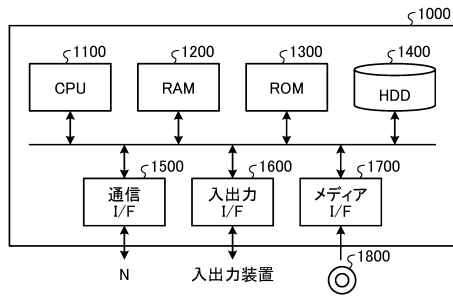 1000
1100
1200
1300
1400
CPU
RAM
ROM
HDD
1500
1600
1700
通信
I/F
入出力
I/F
メディア
I/F
N
入出力装置
1800